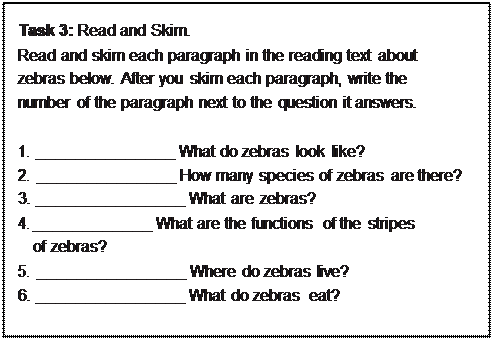 Task 3: Read and Skim.
Read and skim each paragraph in the reading text about
zebras below. After you skim each paragraph, write the
number of the paragraph next to the question it answers.
1. _________________ What do zebras look like?
2. _________________ How many species of zebras are there?
3. __________________ What are zebras?
4. ______________ What are the functions of the stripes
of zebras?
5. __________________ Where do zebras live?
6. __________________ What do zebras eat?